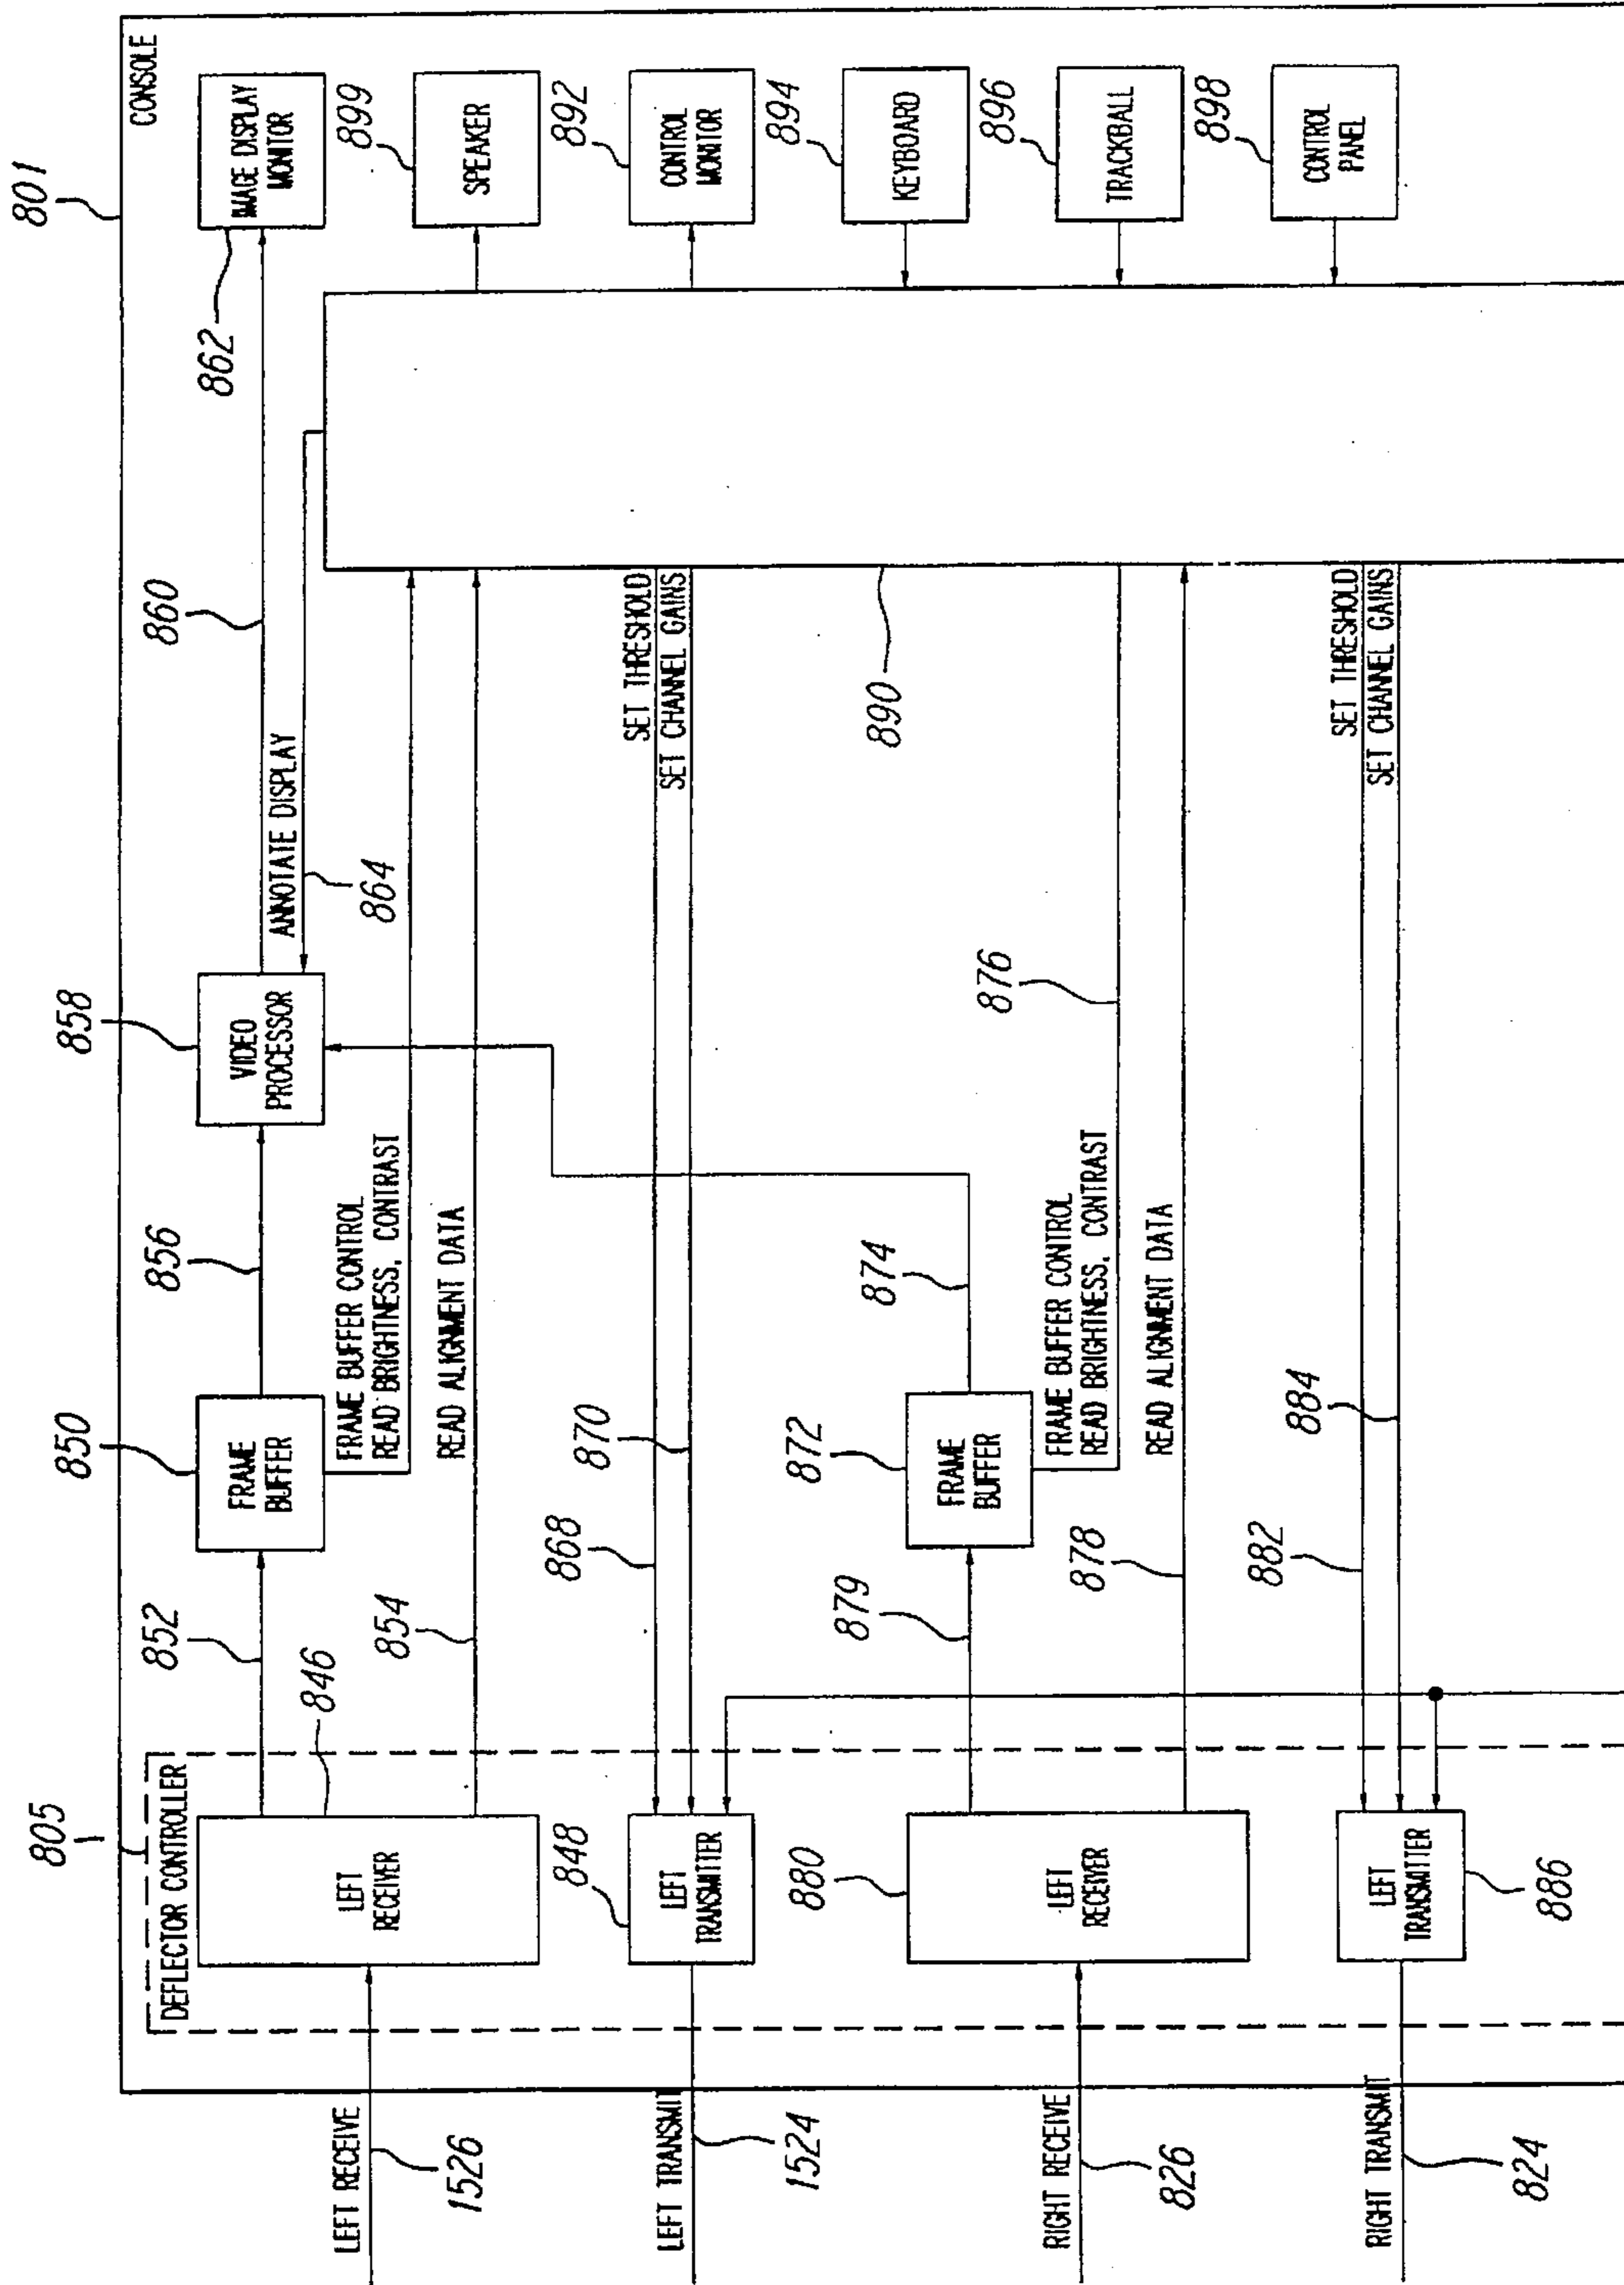 801
CONSOLE
805
DEFLECTOR CONTROLLER
LEFT RECEIVE
1526
LEFT
RECEIVER
846
852
850
FRAME
BUFFER
856
858
VIDEO
PROCESSOR
860
862
IMAGE DISPLAY
MONITOR
ANNOTATE DISPLAY
864
FRAME BUFFER CONTROL
READ BRIGHTNESS, CONTRAST
854
READ ALIGNMENT DATA
899
SPEAKER
LEFT TRANSMIT
1524
848
LEFT
TRANSMITTER
868
870
SET THRESHOLD
SET CHANNEL GAINS
892
CONTROL
MONITOR
890
894
KEYBOARD
RIGHT RECEIVE
826
880
LEFT
RECEIVER
879
872
FRAME
BUFFER
874
876
FRAME BUFFER CONTROL
READ BRIGHTNESS, CONTRAST
878
READ ALIGNMENT DATA
896
TRACKBALL
RIGHT TRANSMIT
824
LEFT
TRANSMITTER
886
882
884
SET THRESHOLD
SET CHANNEL GAINS
898
CONTROL
PANEL